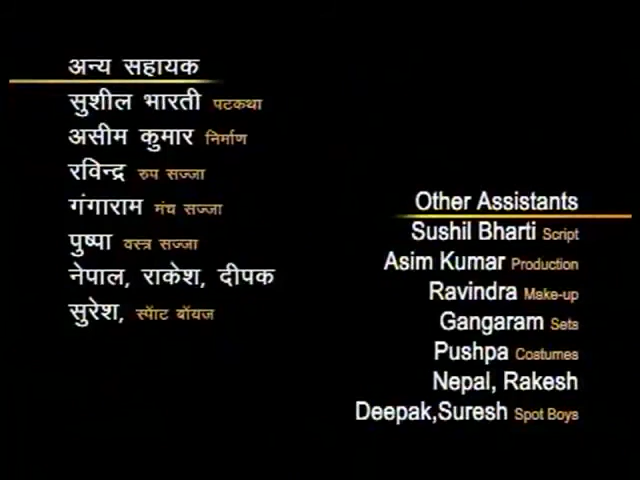 अन्य सहायक
सुशील भारती पटकथा
असीम कुमार निर्माण
रविन्द्र रुप सज्जा
गंगाराम मंच सज्जा
पुष्पा वस्त्र सज्जा
नेपाल, राकेश, दीपक
सुरेश, स्पॅाट बॉयज
Other Assistants
Sushil Bharti Script
Asim Kumar Production
Ravindra Make-up
Gangaram Sets
Pushpa Costumes
Nepal, Rakesh
Deepak,Suresh Spot Boys